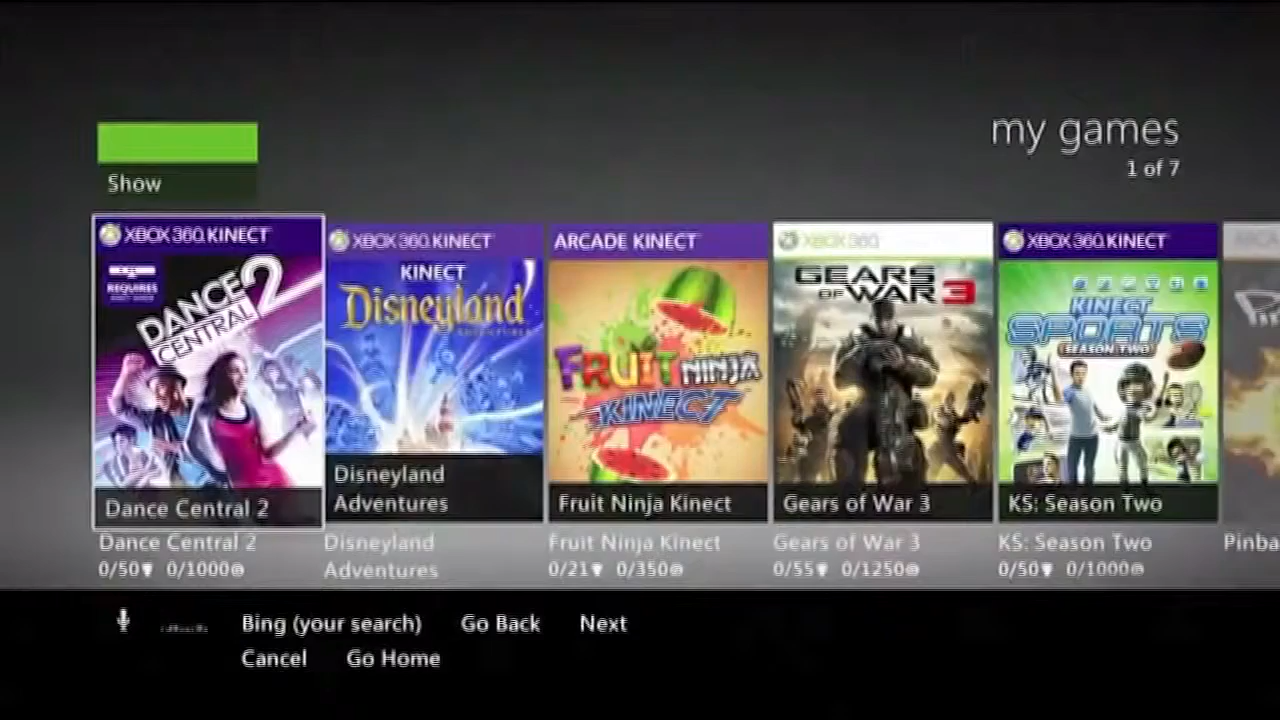 my games
1 of 7
Show
XBOX 360 KINECT
REQUIRES
DANCE
CENTRAL 2
Dance Central 2
XBOX 360 KINECT
KINECT
Disneyland
ADVENTURES
Disneyland
Adventures
ARCADE KINECT
FRUIT NINJA
KINECT
Fruit Ninja Kinect
XBOX 360
GEARS
OF WAR 3
Gears of War 3
XBOX 360 KINECT
KINECT
SPORTS
SEASON TWO
KS: Season Two
Dance Central 2
0/50 0/1000
Disneyland
Adventures
Fruit Ninja Kinect
0/21 0/350
Gears of War 3
0/55 0/1250
KS: Season Two
0/50 0/1000
Pinba
Bing (your search) Go Back Next
Cancel Go Home